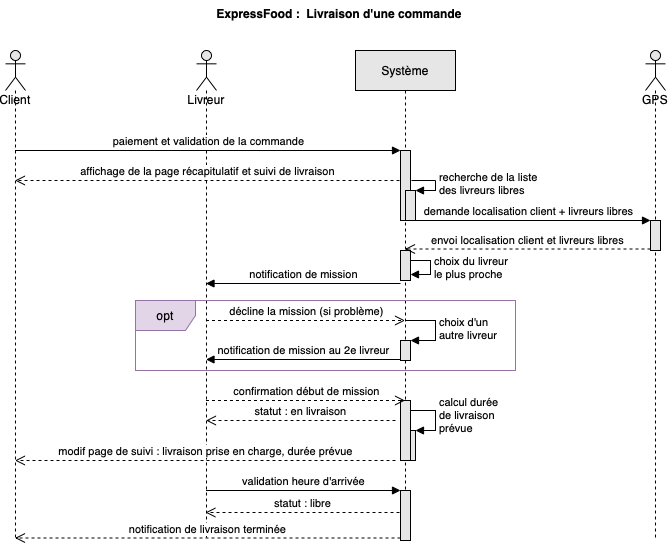 ExpressFood :  Livraison d'une commande
Système
Client
Livreur
GPS
paiement et validation de la commande
affichage de la page récapitulatif et suivi de livraison
recherche de la liste
des livreurs libres
demande localisation client + livreurs libres
envoi localisation client et livreurs libres
choix du livreur
le plus proche
notification de mission
opt
décline la mission (si problème)
choix d'un
autre livreur
notification de mission au 2e livreur
confirmation début de mission
calcul durée
de livraison
prévue
statut : en livraison
modif page de suivi : livraison prise en charge, durée prévue
validation heure d'arrivée
statut : libre
notification de livraison terminée